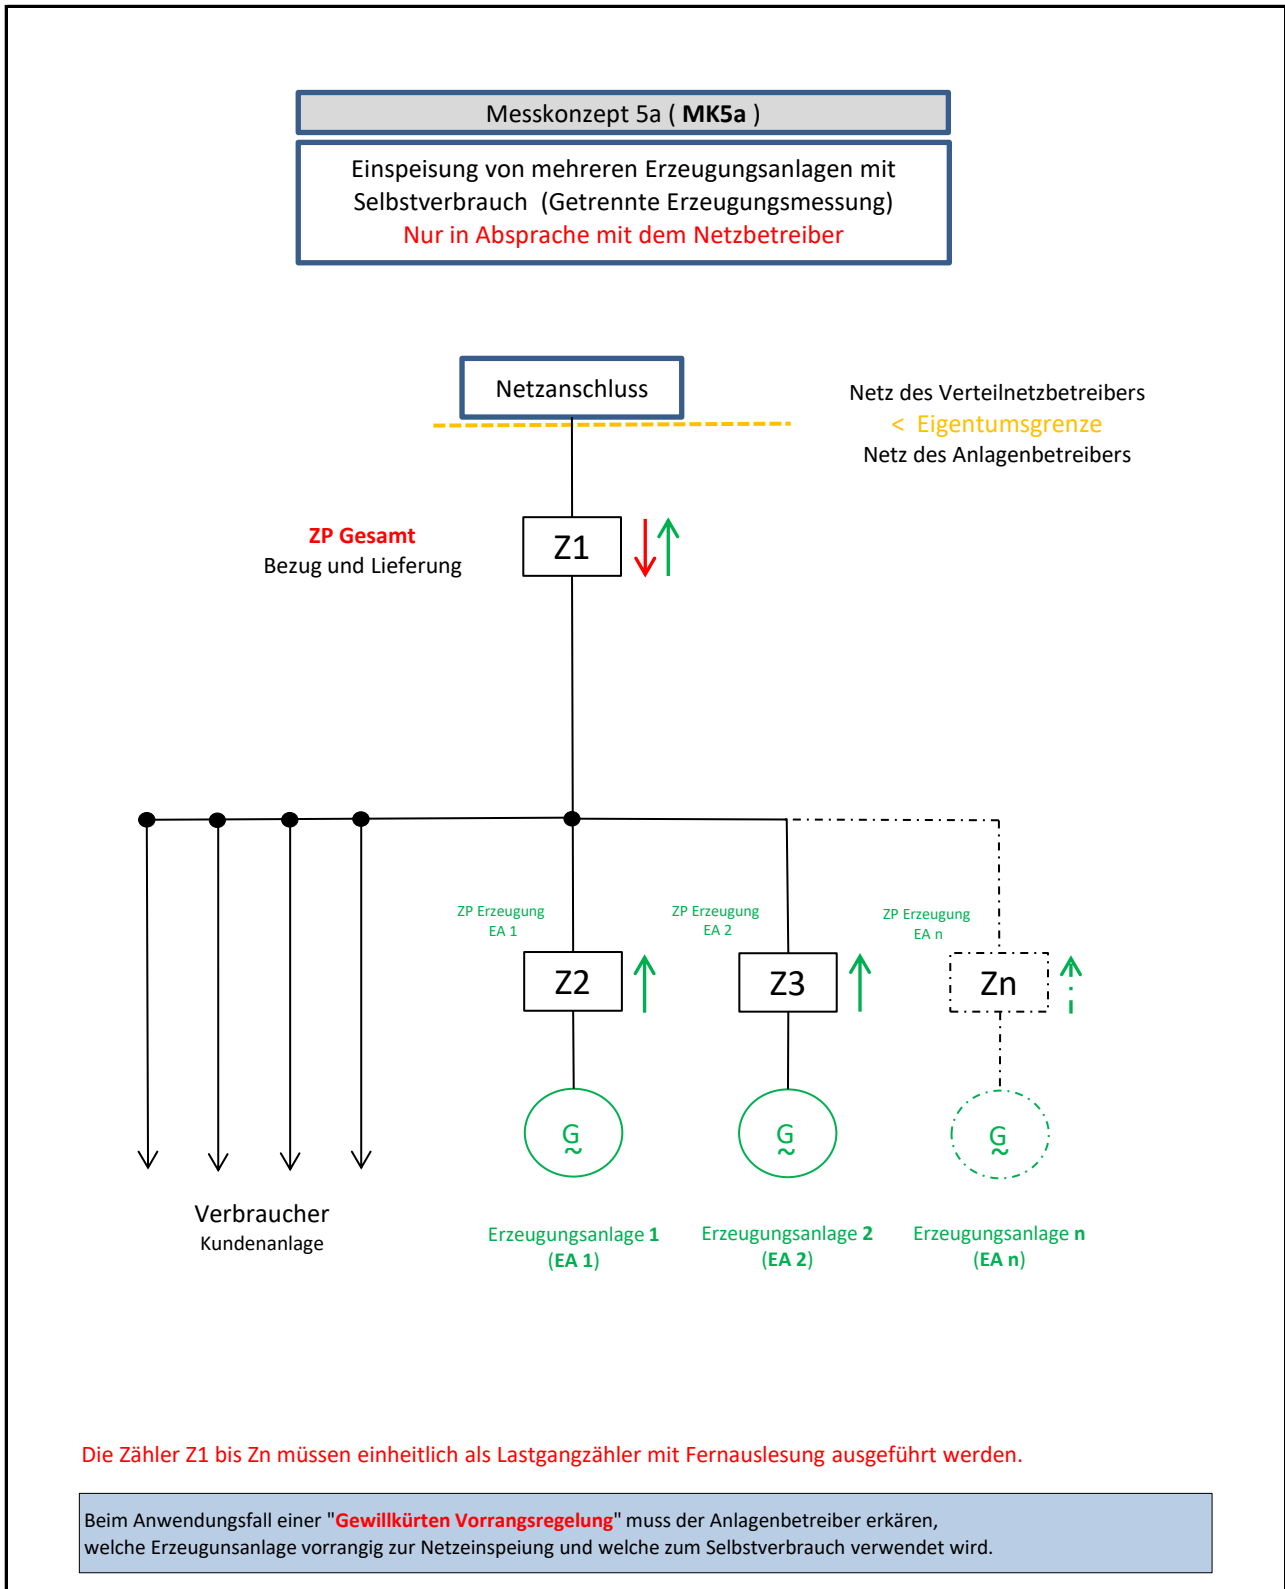 Messkonzept 5a ( MK5a )
Einspeisung von mehreren Erzeugungsanlagen mit
Selbstverbrauch (Getrennte Erzeugungsmessung)
Nur in Absprache mit dem Netzbetreiber
Netzanschluss
Netz des Verteilnetzbetreibers
< Eigentumsgrenze
Netz des Anlagenbetreibers
ZP Gesamt
Bezug und Lieferung
Z1
ZP Erzeugung
EA 1
ZP Erzeugung
EA 2
ZP Erzeugung
EA n
Z2
Z3
Zn
G
~
G
~
G
~
Verbraucher
Kundenanlage
Erzeugungsanlage 1
(EA 1)
Erzeugungsanlage 2
(EA 2)
Erzeugungsanlage n
(EA n)
Die Zähler Z1 bis Zn müssen einheitlich als Lastgangzähler mit Fernauslesung ausgeführt werden.
Beim Anwendungsfall einer "Gewillkürten Vorrangsregelung" muss der Anlagenbetreiber erkären,
welche Erzeugunsanlage vorrangig zur Netzeinspeiung und welche zum Selbstverbrauch verwendet wird.